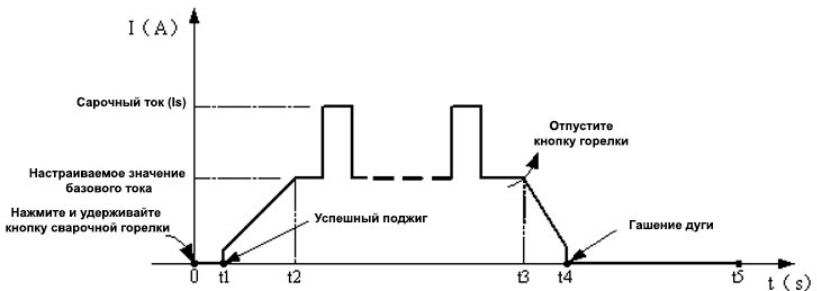 I(A)
Сарочный ток (Is)
Отпустите
кнопку горелки
Настраиваемое значение
базового тока
Нажмите и удерживайте
кнопку сварочной горелки
Успешный поджиг
Гашение дуги
0 t1 t2 t3 t4 t5 t(s)